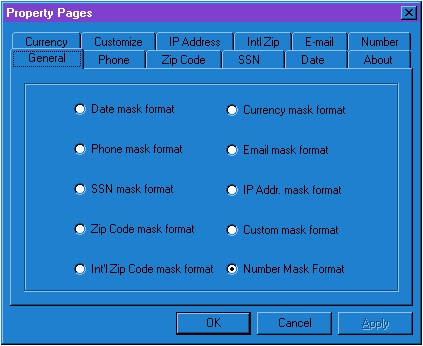 Property Pages
Currency Customize IP Address Int'l Zip E-mail Number
General Phone Zip Code SSN Date About
Date mask format Currency mask format
Phone mask format Email mask format
SSN mask format IP Addr. mask format
Zip Code mask format Custom mask format
Int'l Zip Code mask format Number Mask Format
OK Cancel Apply